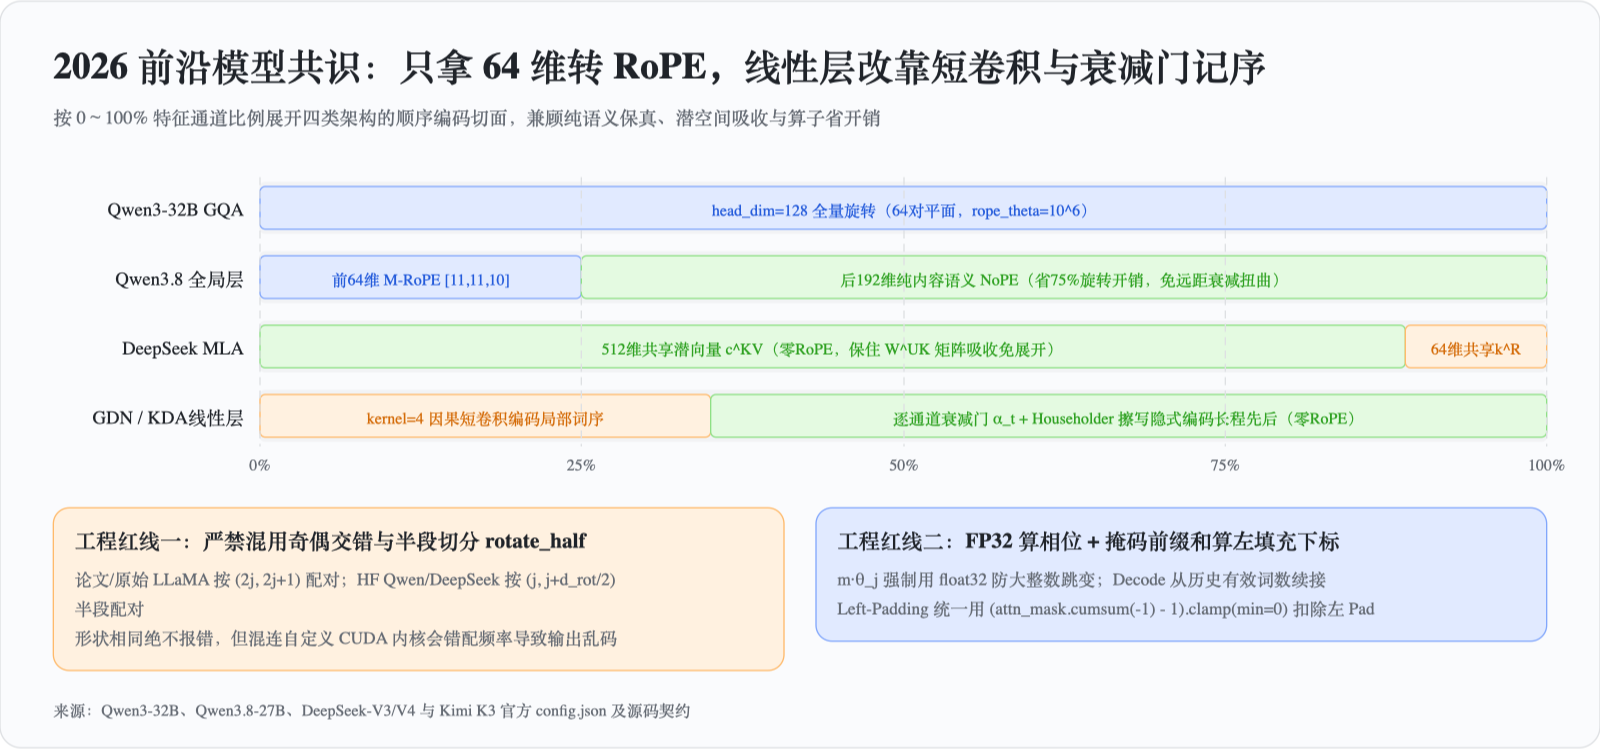 2026 前沿模型共识：只拿 64 维转 RoPE，线性层改靠短卷积与衰减门记序
按 0 ~ 100% 特征通道比例展开四类架构的顺序编码切面，兼顾纯语义保真、潜空间吸收与算子省开销
Qwen3-32B GQA
head_dim=128 全量旋转（64对平面，rope_theta=10^6）
Qwen3.8 全局层
前64维 M-RoPE [11,11,10]
后192维纯内容语义 NoPE（省75%旋转开销，免远距衰减扭曲）
DeepSeek MLA
512维共享潜向量 c^KV（零RoPE，保住 W^UK 矩阵吸收免展开）
64维共享k^R
GDN / KDA线性层
kernel=4 因果短卷积编码局部词序
逐通道衰减门 α_t + Householder 擦写隐式编码长程先后（零RoPE）
0%
25%
50%
75%
100%
工程红线一：严禁混用奇偶交错与半段切分 rotate_half
论文/原始 LLaMA 按 (2j, 2j+1) 配对；HF Qwen/DeepSeek 按 (j, j+d_rot/2)
半段配对
形状相同绝不报错，但混连自定义 CUDA 内核会错配频率导致输出乱码
工程红线二：FP32 算相位 + 掩码前缀和算左填充下标
m·θ_j 强制用 float32 防大整数跳变；Decode 从历史有效词数续接
Left-Padding 统一用 (attn_mask.cumsum(-1) - 1).clamp(min=0) 扣除左 Pad
来源：Qwen3-32B、Qwen3.8-27B、DeepSeek-V3/V4 与 Kimi K3 官方 config.json 及源码契约